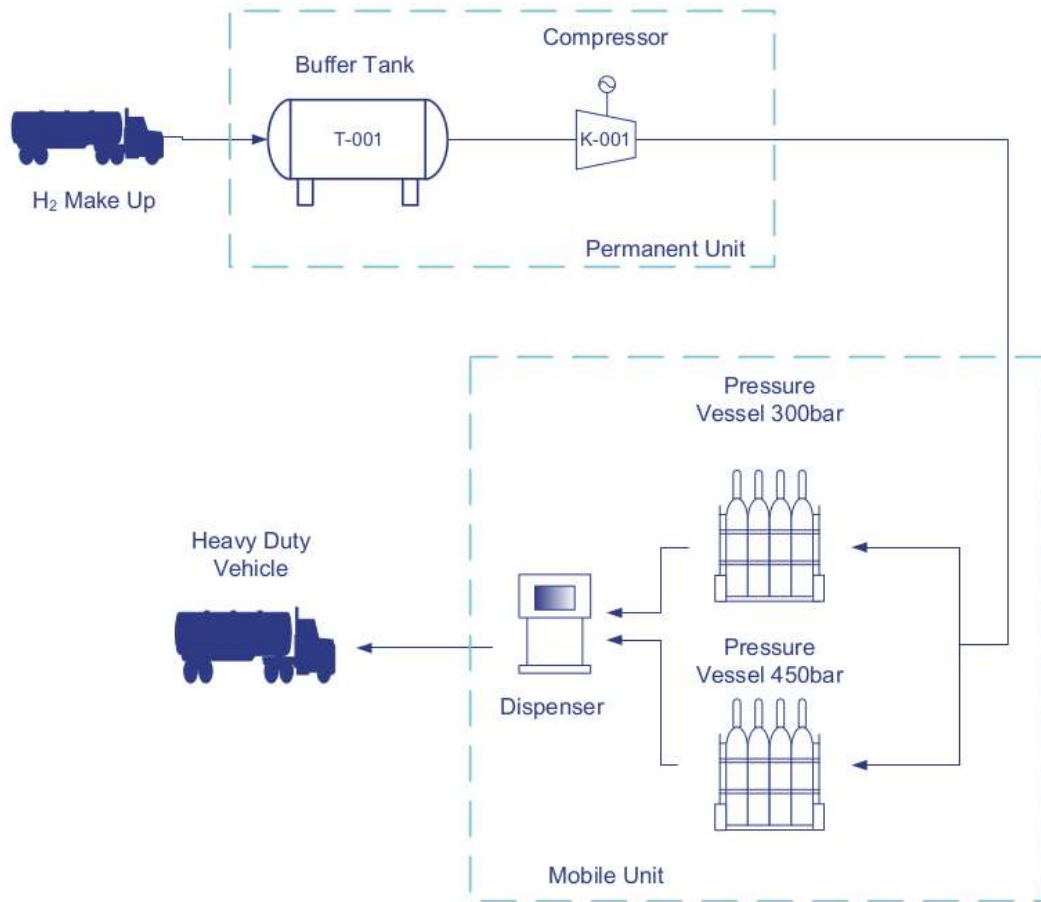 Compressor
Buffer Tank
T-001
K-001
H₂ Make Up
Permanent Unit
Pressure
Vessel 300bar
Heavy Duty
Vehicle
Pressure
Vessel 450bar
Dispenser
Mobile Unit